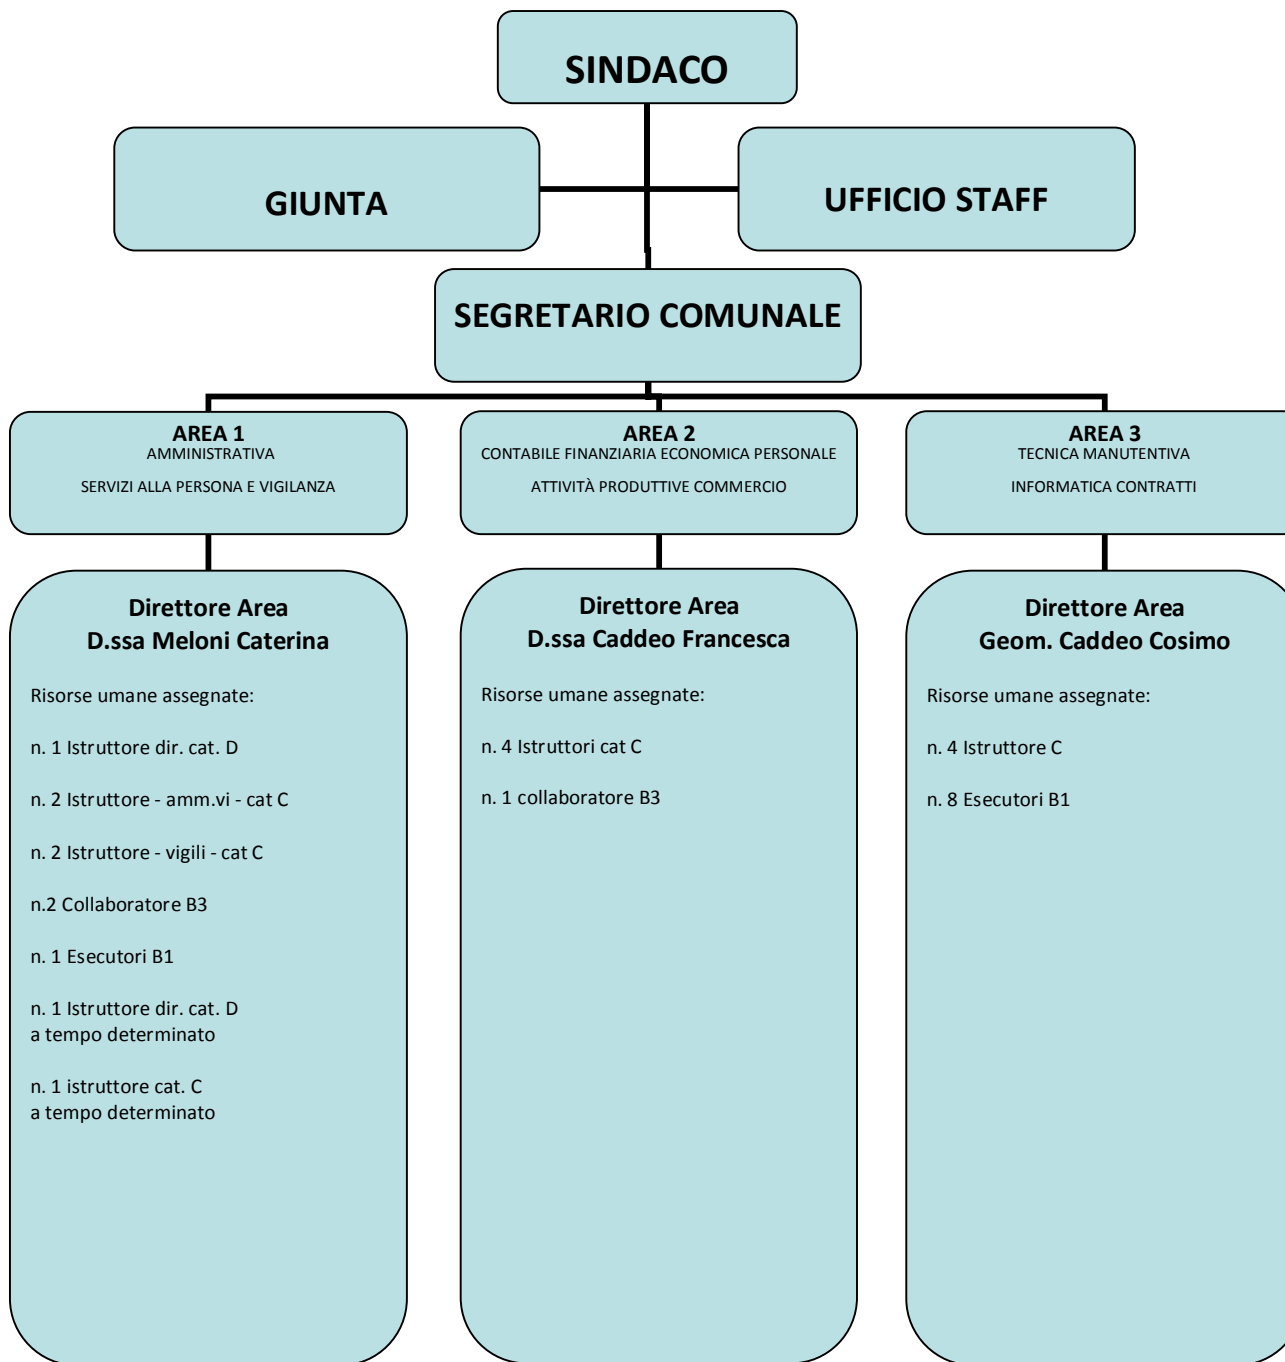 SINDACO
GIUNTA
UFFICIO STAFF
SEGRETARIO COMUNALE
AREA 1
AMMINISTRATIVA
SERVIZI ALLA PERSONA E VIGILANZA
AREA 2
CONTABILE FINANZIARIA ECONOMICA PERSONALE
ATTIVITÀ PRODUTTIVE COMMERCIO
AREA 3
TECNICA MANUTENTIVA
INFORMATICA CONTRATTI
Direttore Area
D.ssa Meloni Caterina
Risorse umane assegnate:
n. 1 Istruttore dir. cat. D
n. 2 Istruttore - amm.vi - cat C
n. 2 Istruttore - vigili - cat C
n.2 Collaboratore B3
n. 1 Esecutori B1
n. 1 Istruttore dir. cat. D
a tempo determinato
n. 1 istruttore cat. C
a tempo determinato
Direttore Area
D.ssa Caddeo Francesca
Risorse umane assegnate:
n. 4 Istruttori cat C
n. 1 collaboratore B3
Direttore Area
Geom. Caddeo Cosimo
Risorse umane assegnate:
n. 4 Istruttore C
n. 8 Esecutori B1